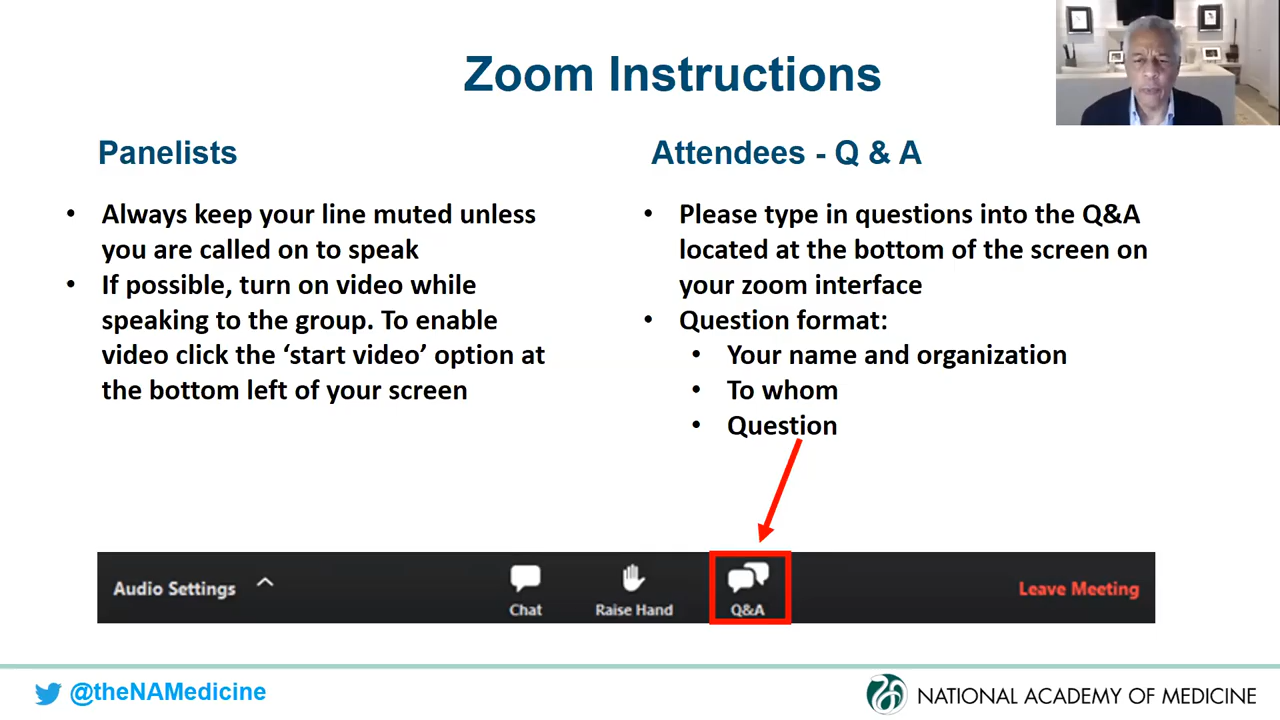 Zoom Instructions
Panelists
• Always keep your line muted unless
you are called on to speak
• If possible, turn on video while
speaking to the group. To enable
video click the ‘start video’ option at
the bottom left of your screen
Attendees - Q & A
• Please type in questions into the Q&A
located at the bottom of the screen on
your zoom interface
• Question format:
• Your name and organization
• To whom
• Question
Audio Settings
Chat
Raise Hand
Q&A
Leave Meeting
@theNAMedicine
NATIONAL ACADEMY OF MEDICINE